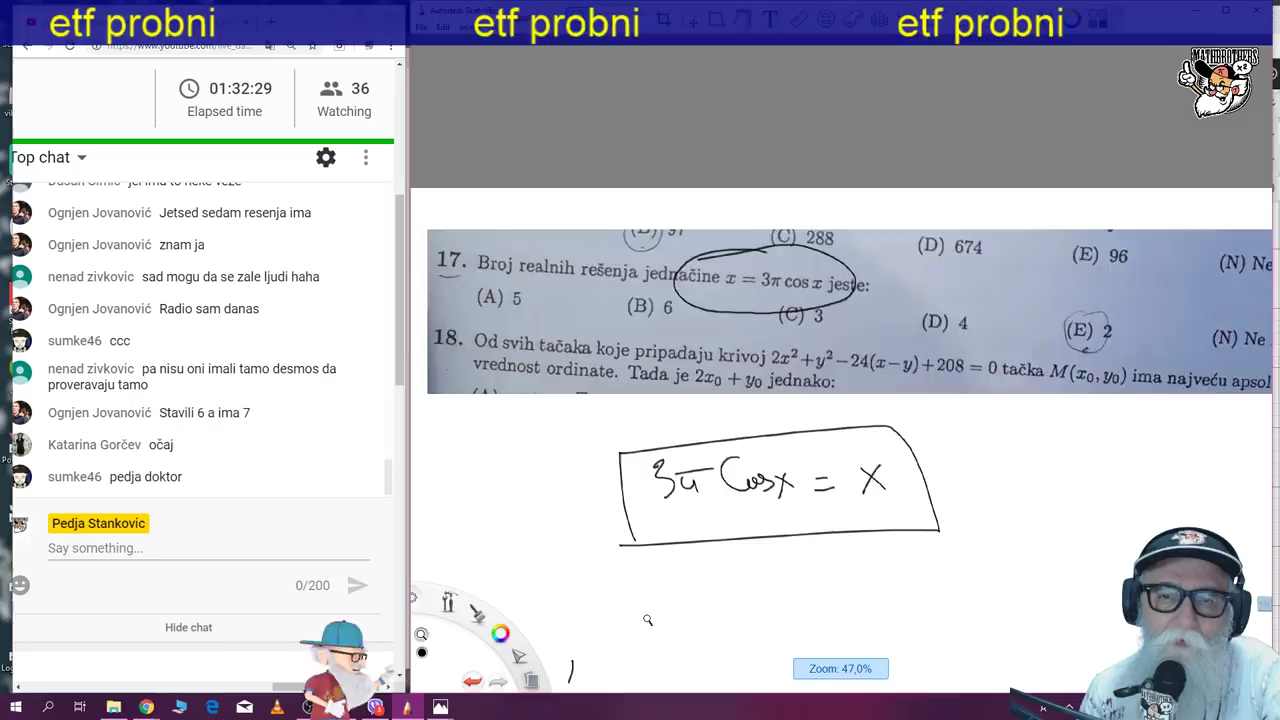 etf probni etf probni etf probni
01:32:29
Elapsed time
36
Watching
Top chat
Ognjen Jovanović Jetsed sedam resenja ima
Ognjen Jovanović znam ja
nenad zivkovic sad mogu da se zale ljudi haha
Ognjen Jovanović Radio sam danas
sumke46 ccc
nenad zivkovic pa nisu oni imali tamo desmos da
proveravaju tamo
Ognjen Jovanović Stavili 6 a ima 7
Katarina Gorčev očaj
sumke46 pedja doktor
Pedja Stankovic
Say something...
0/200
Hide chat
MATHBROTHERS
(C) 288
(D) 674
(E) 96
(N) Ne
17. Broj realnih rešenja jednačine x = 3π cos x jeste:
(A) 5
(B) 6
(C) 3
(D) 4
(E) 2
(N) Ne
18. Od svih tačaka koje pripadaju krivoj 2x²+y²−24(x−y)+208 = 0 tačka M(x₀, y₀) ima najveću apsol
vrednost ordinate. Tada je 2x₀ + y₀ jednako:
3π Cosx = x
Zoom: 47,0%